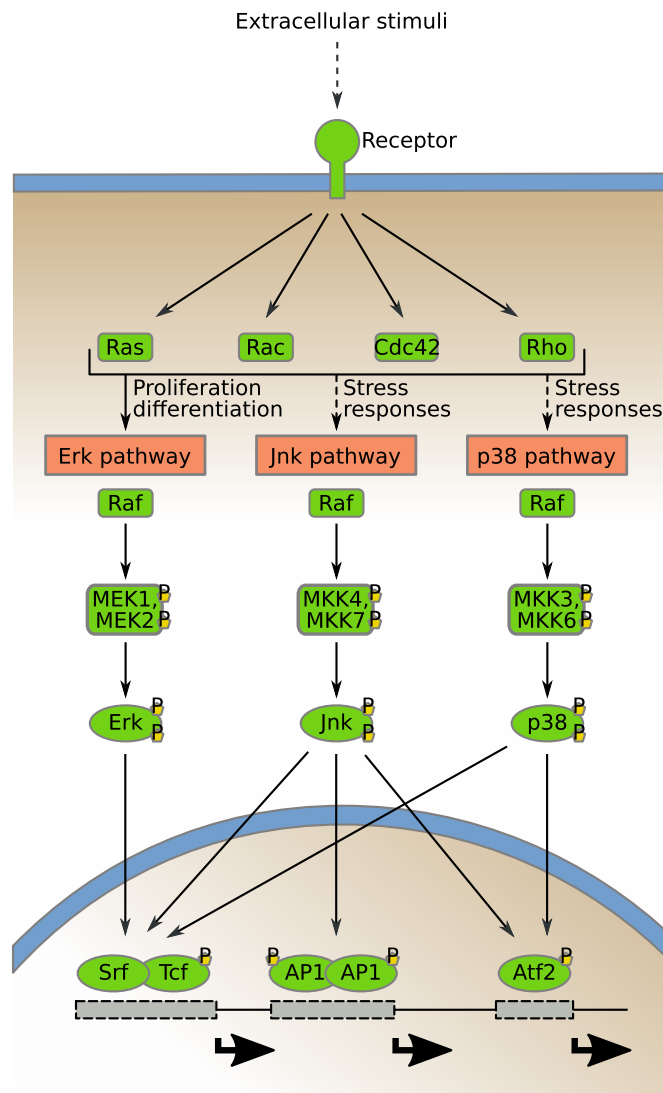 Extracellular stimuli
Receptor
Ras
Rac
Cdc42
Rho
Proliferation
differentiation
Stress
responses
Stress
responses
Erk pathway
Jnk pathway
p38 pathway
Raf
Raf
Raf
MEK1,
MEK2
P
P
MKK4,
MKK7
P
P
MKK3,
MKK6
P
P
Erk
P
P
Jnk
P
P
p38
P
P
Srf
Tcf
P
P
AP1
AP1
P
Atf2
P